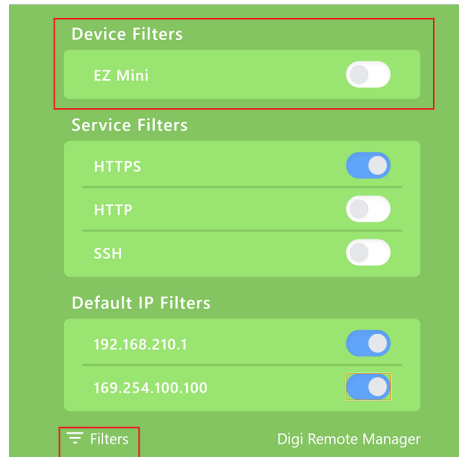 Device Filters
EZ Mini
Service Filters
HTTPS
HTTP
SSH
Default IP Filters
192.168.210.1
169.254.100.100
Filters Digi Remote Manager